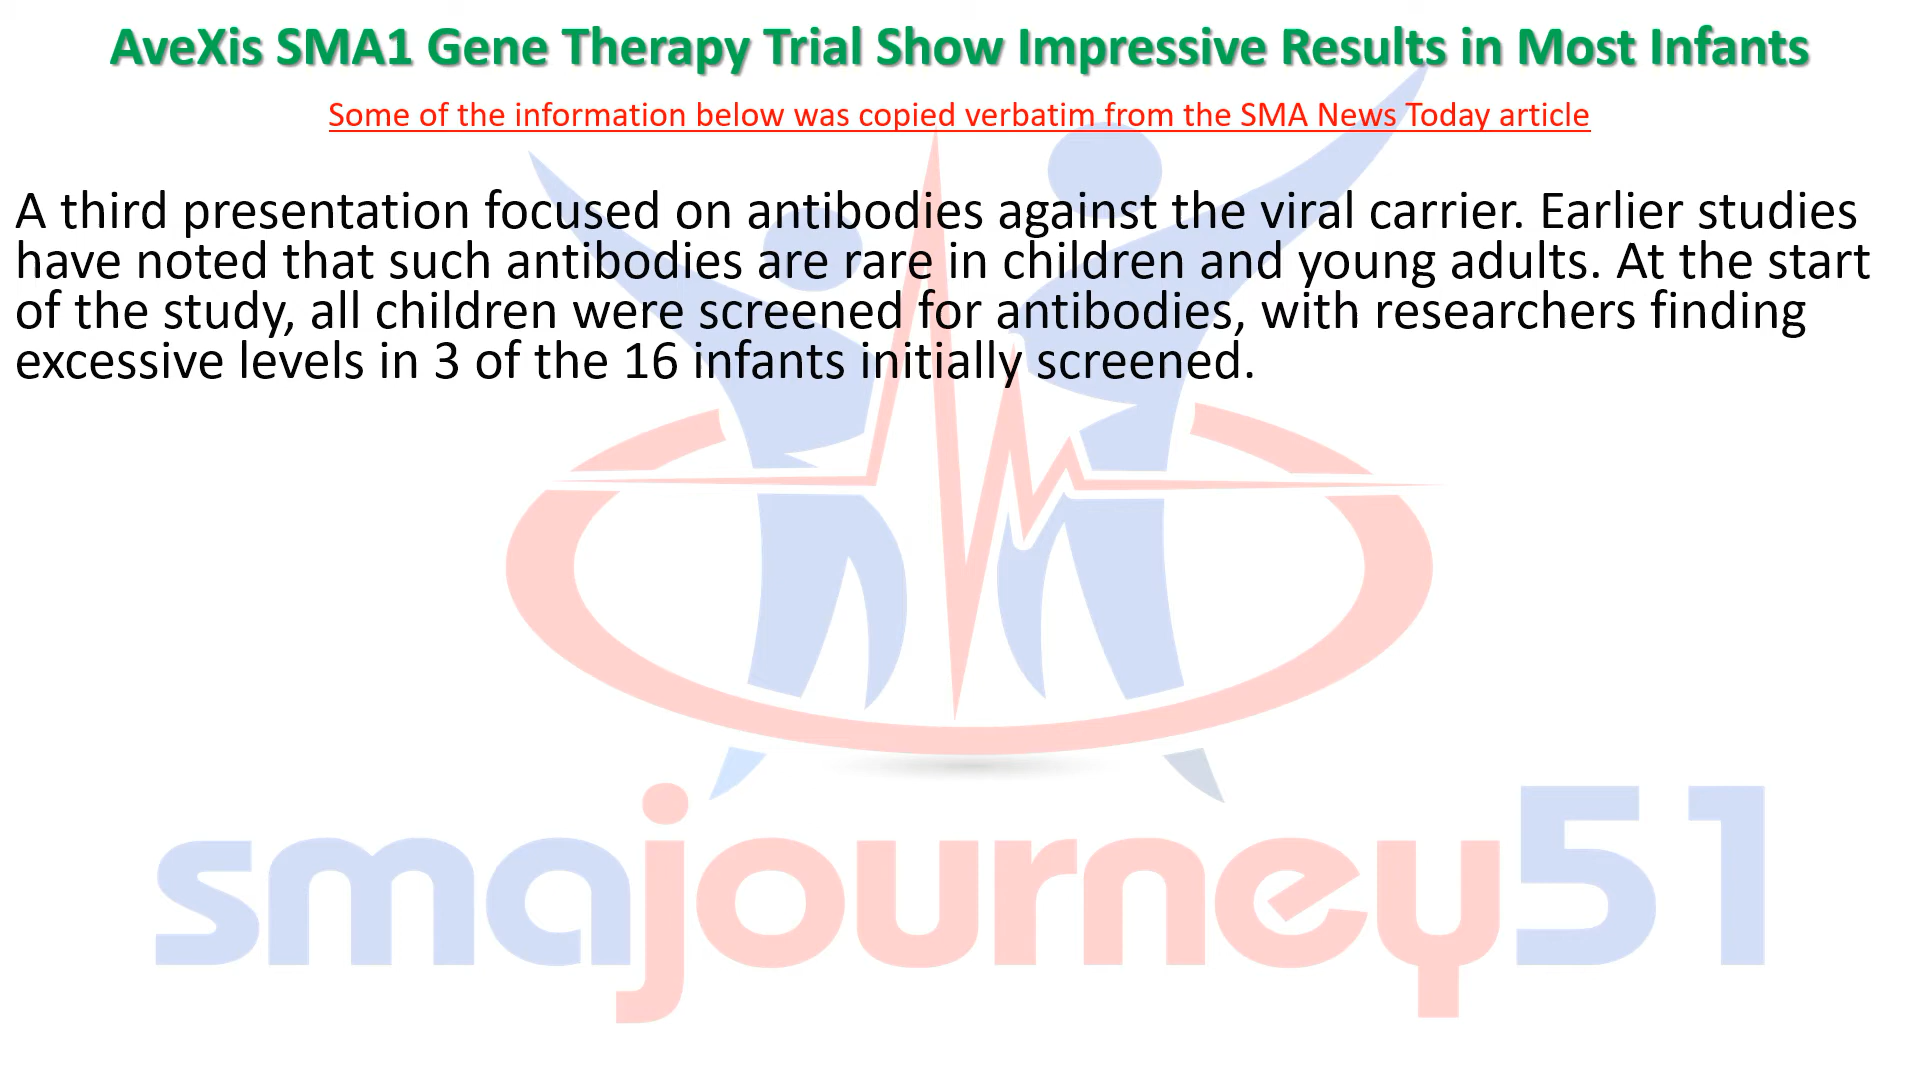 AveXis SMA1 Gene Therapy Trial Show Impressive Results in Most Infants
Some of the information below was copied verbatim from the SMA News Today article
A third presentation focused on antibodies against the viral carrier. Earlier studies
have noted that such antibodies are rare in children and young adults. At the start
of the study, all children were screened for antibodies, with researchers finding
excessive levels in 3 of the 16 infants initially screened.
smajourney51